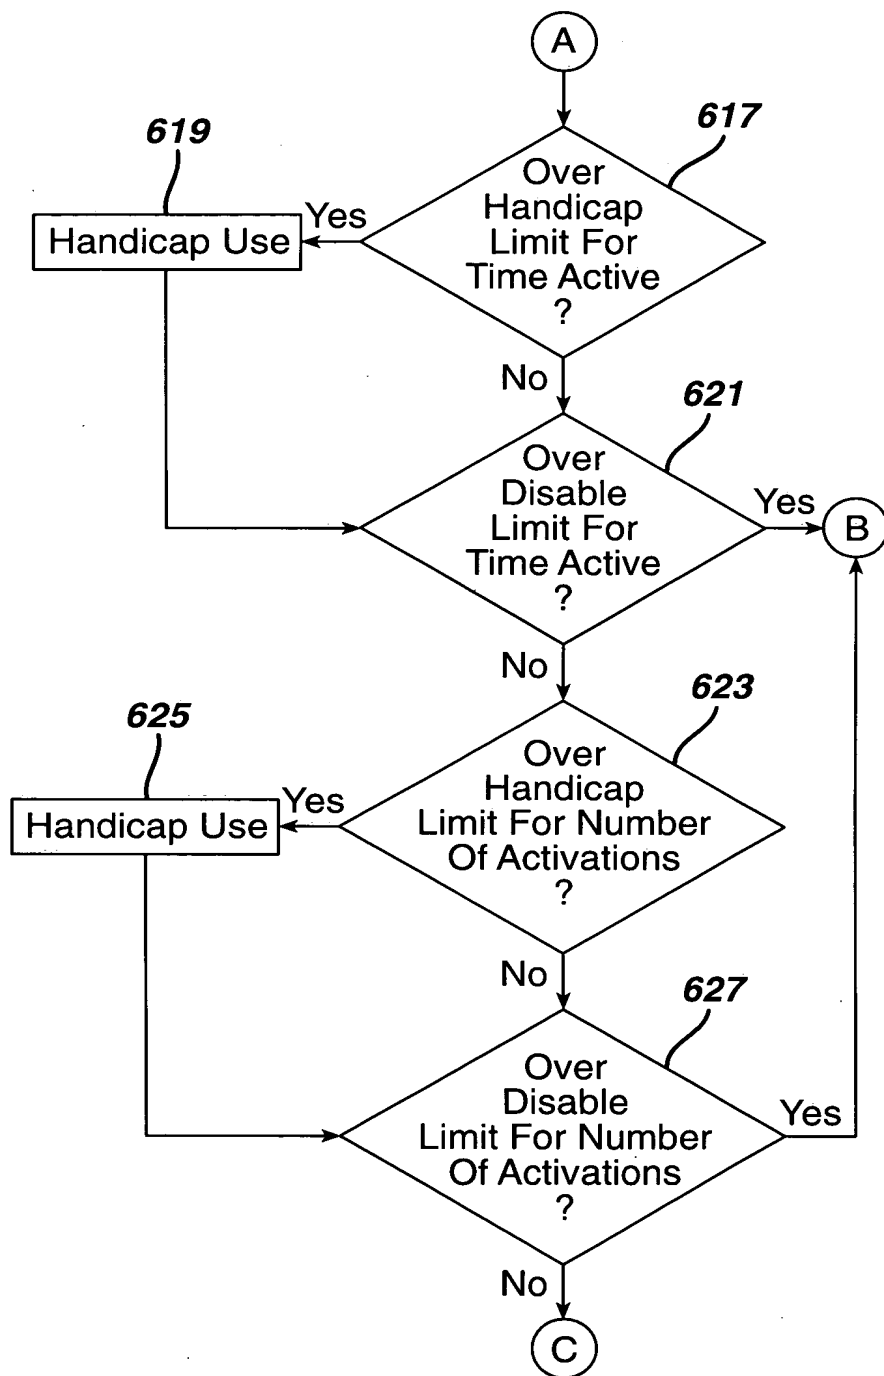 A
617
619
Over
Handicap
Limit For
Time Active
?
Yes
Handicap Use
No
621
Over
Disable
Limit For
Time Active
?
Yes
B
No
623
625
Over
Handicap
Limit For Number
Of Activations
?
Yes
Handicap Use
No
627
Over
Disable
Limit For Number
Of Activations
?
Yes
No
C